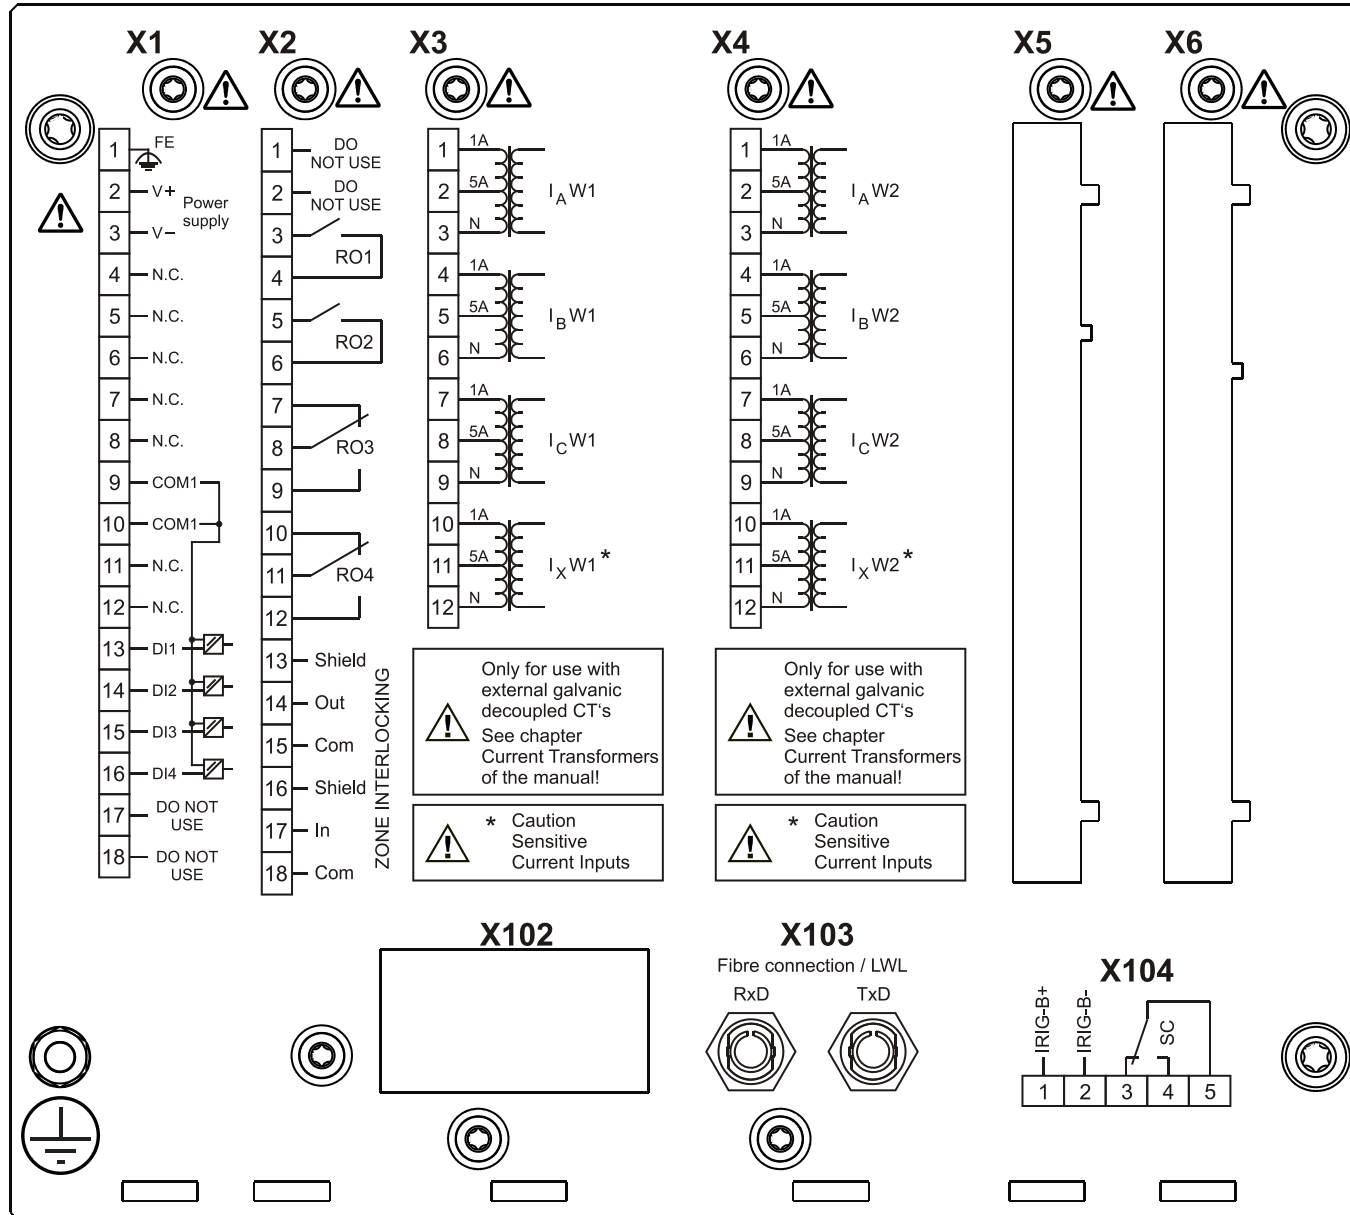 X1
X2
X3
X4
X5
X6
1 FE
2 V+
Power
supply
3 V−
4 N.C.
5 N.C.
6 N.C.
7 N.C.
8 N.C.
9 COM1
10 COM1
11 N.C.
12 N.C.
13 DI1
14 DI2
15 DI3
16 DI4
17 DO NOT
USE
18 DO NOT
USE
1 DO
NOT USE
2 DO
NOT USE
3
RO1
4
5
RO2
6
7
8 RO3
9
10
11 RO4
12
13 Shield
14 Out
15 Com
16 Shield
17 In
18 Com
ZONE INTERLOCKING
1 1A
2 5A IAW1
3 N
4 1A
5 5A IBW1
6 N
7 1A
8 5A ICW1
9 N
10 1A
11 5A IXW1*
12 N
Only for use with
external galvanic
decoupled CT‘s
See chapter
Current Transformers
of the manual!
* Caution
Sensitive
Current Inputs
1 1A
2 5A IAW2
3 N
4 1A
5 5A IBW2
6 N
7 1A
8 5A ICW2
9 N
10 1A
11 5A IXW2*
12 N
Only for use with
external galvanic
decoupled CT‘s
See chapter
Current Transformers
of the manual!
* Caution
Sensitive
Current Inputs
X102
X103
Fibre connection / LWL
RxD TxD
X104
IRIG-B+
IRIG-B-
SC
1 2 3 4 5